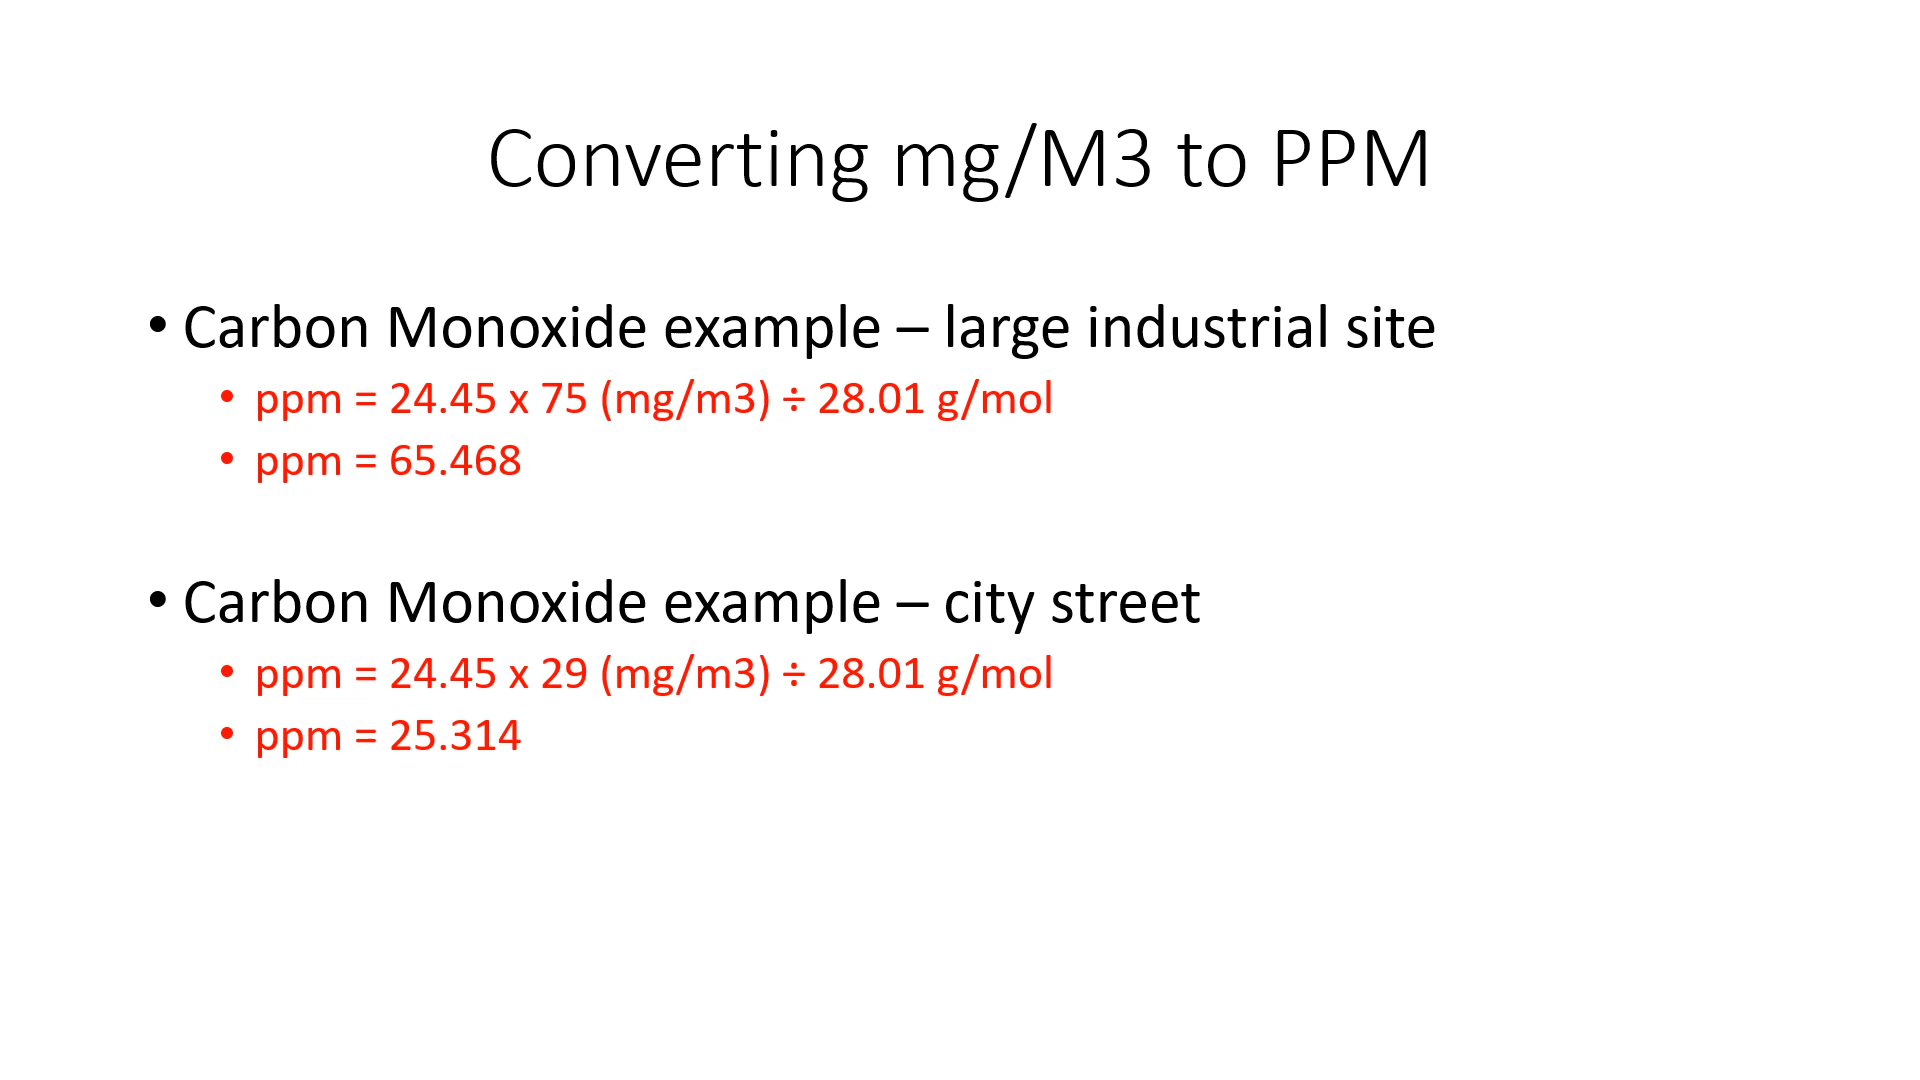 Converting mg/M3 to PPM
• Carbon Monoxide example – large industrial site
• ppm = 24.45 x 75 (mg/m3) ÷ 28.01 g/mol
• ppm = 65.468
• Carbon Monoxide example – city street
• ppm = 24.45 x 29 (mg/m3) ÷ 28.01 g/mol
• ppm = 25.314